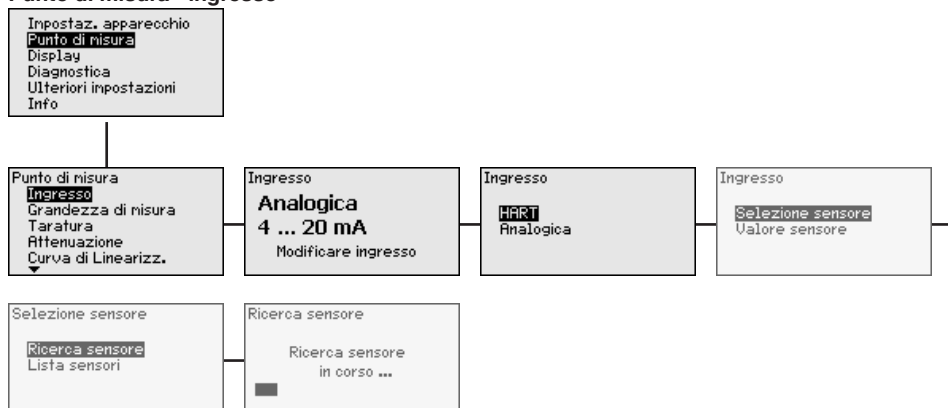 Punto di misura - Ingresso
Impostaz. apparecchio
Punto di misura
Display
Diagnostica
Ulteriori impostazioni
Info
Punto di misura
Ingresso
Grandezza di misura
Taratura
Attenuazione
Curva di Linearizz.
Ingresso
Analogica
4 ... 20 mA
Modificare ingresso
Ingresso
HART
Analogica
Ingresso
Selezione sensore
Valore sensore
Selezione sensore
Ricerca sensore
Lista sensori
Ricerca sensore
Ricerca sensore
in corso ...